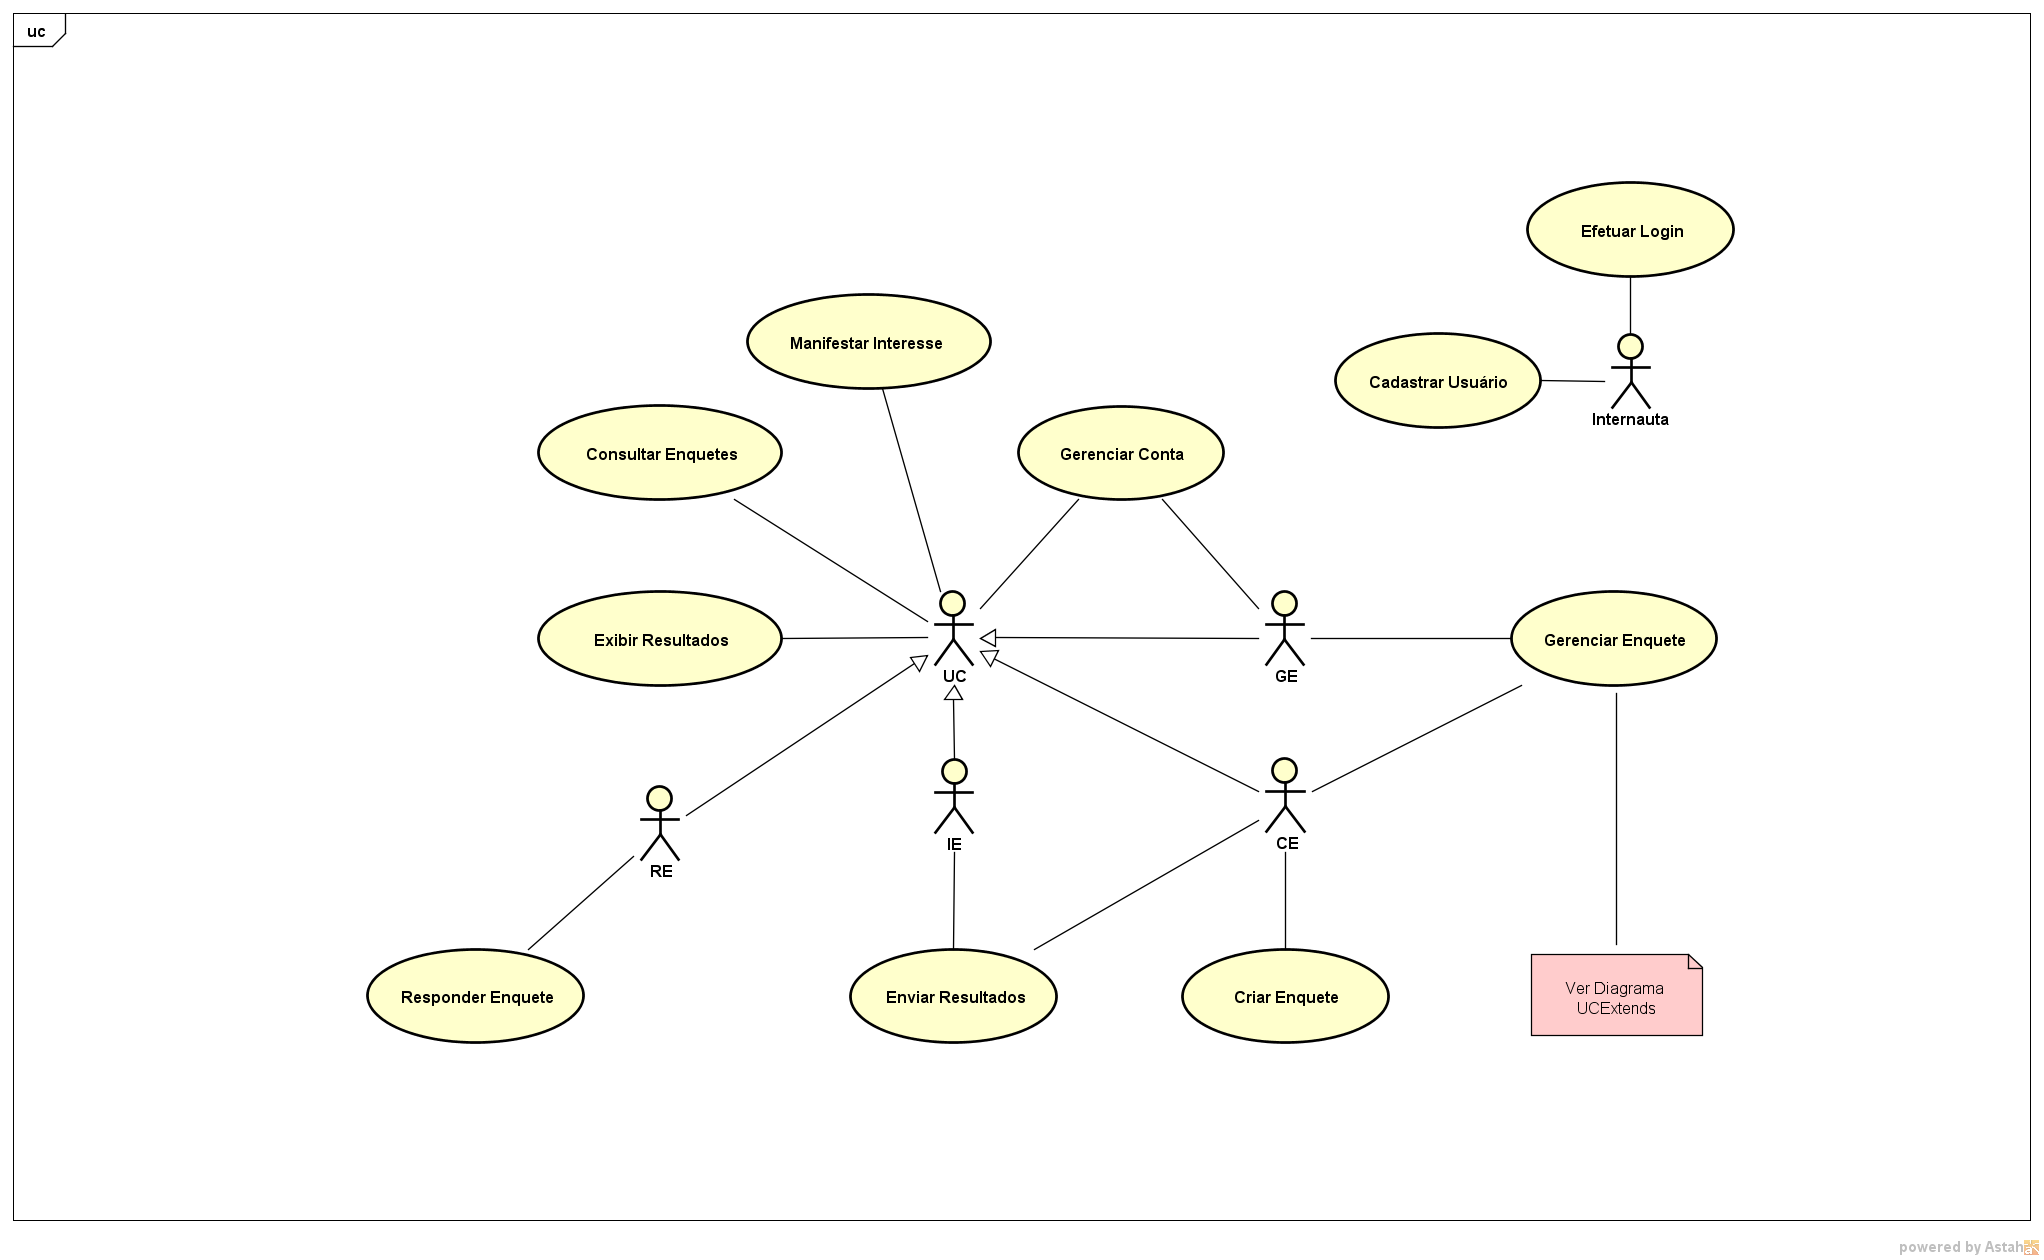 uc
Efetuar Login
Manifestar Interesse
Cadastrar Usuário
Internauta
Consultar Enquetes
Gerenciar Conta
Exibir Resultados
Gerenciar Enquete
UC
GE
IE
CE
RE
Responder Enquete
Enviar Resultados
Criar Enquete
Ver Diagrama
UCExtends
powered by Astah